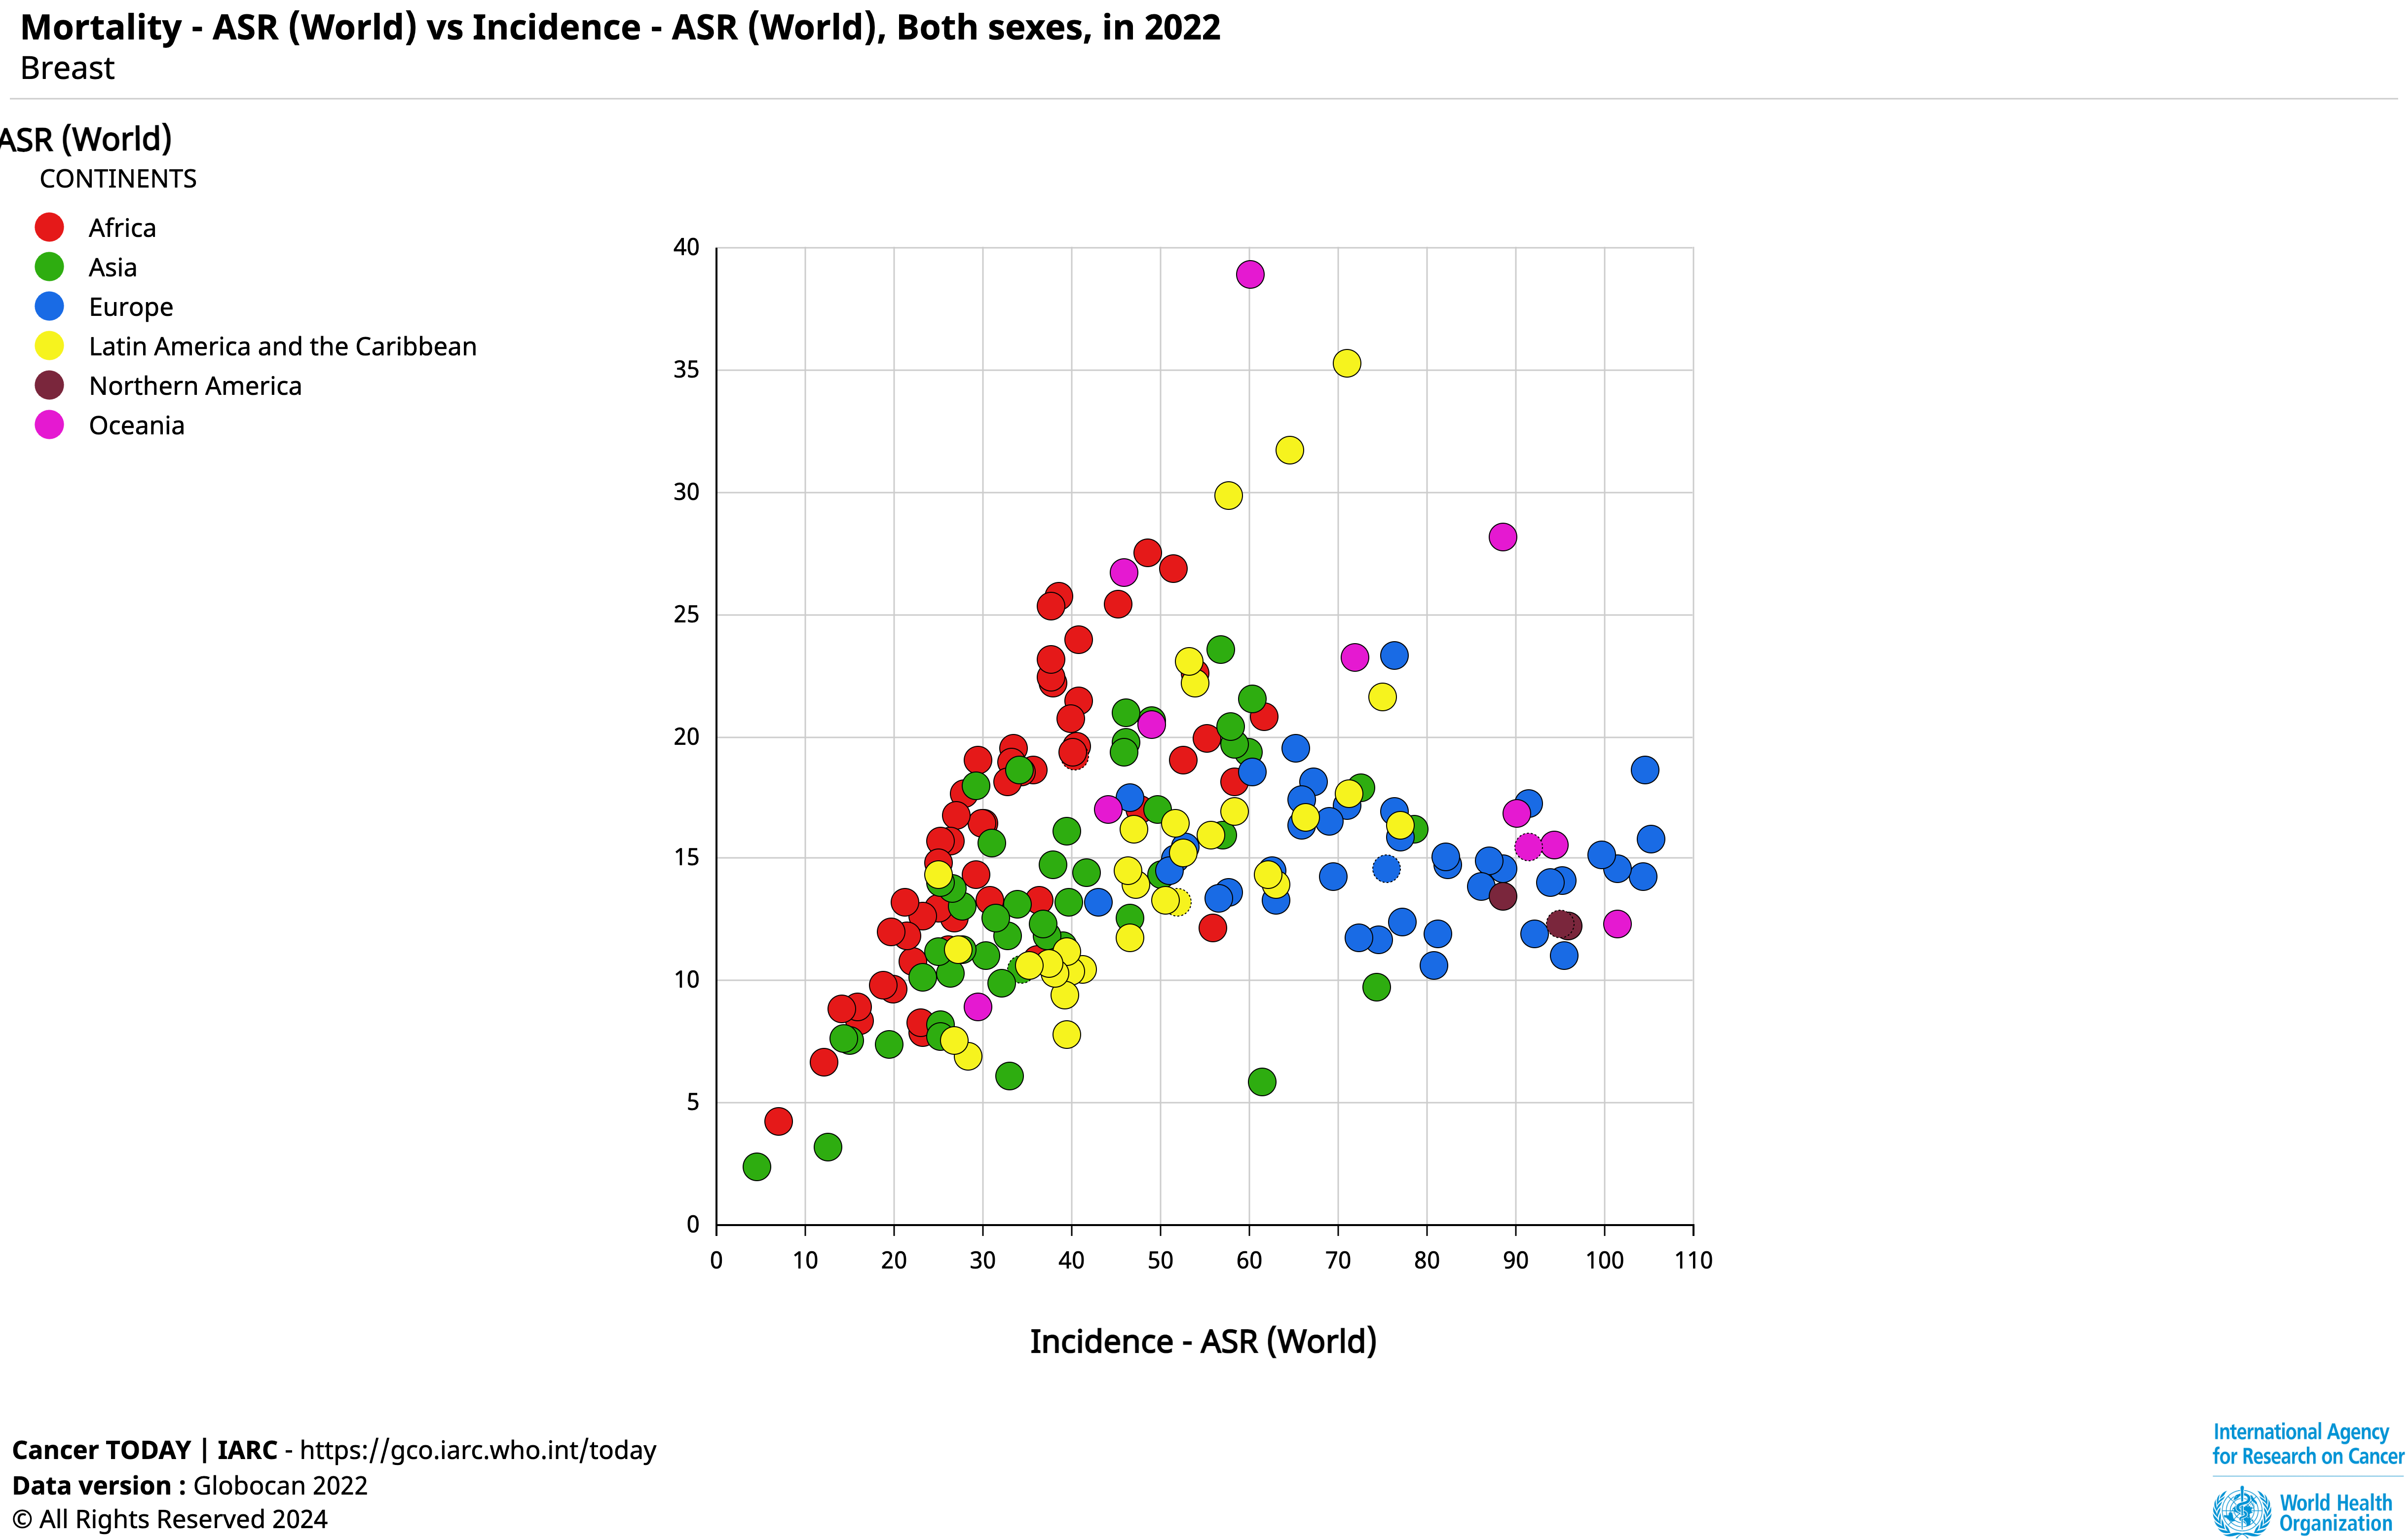 Mortality - ASR (World) vs Incidence - ASR (World), Both sexes, in 2022
Breast
ASR (World)
CONTINENTS
Africa
Asia
Europe
Latin America and the Caribbean
Northern America
Oceania
40
35
30
25
20
15
10
5
0
0 10 20 30 40 50 60 70 80 90 100 110
Incidence - ASR (World)
Cancer TODAY | IARC - https://gco.iarc.who.int/today
Data version : Globocan 2022
© All Rights Reserved 2024
International Agency
for Research on Cancer
World Health
Organization